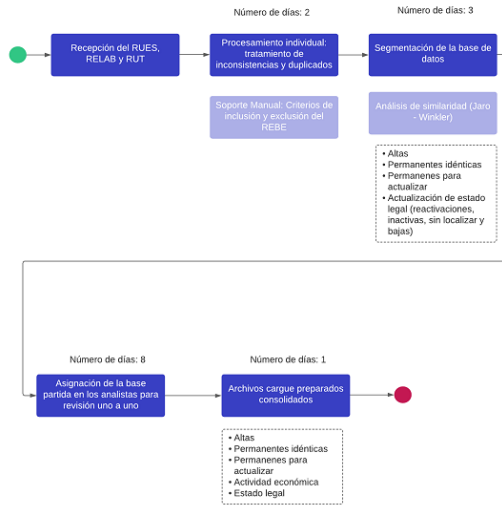 Número de días: 2
Número de días: 3
Recepción del RUES,
RELAB y RUT
Procesamiento individual:
tratamiento de
inconsistencias y duplicados
Segmentación de la base de
datos
Soporte Manual: Criterios de
inclusión y exclusión del
REBE
Análisis de similaridad (Jaro
- Winkler)
• Altas
• Permanentes idénticas
• Permanenes para
actualizar
• Actualización de estado
legal (reactivaciones,
inactivas, sin localizar y
bajas)
Número de días: 8
Número de días: 1
Asignación de la base
partida en los analistas para
revisión uno a uno
Archivos cargue preparados
consolidados
• Altas
• Permanentes idénticas
• Permanenes para
actualizar
• Actividad económica
• Estado legal